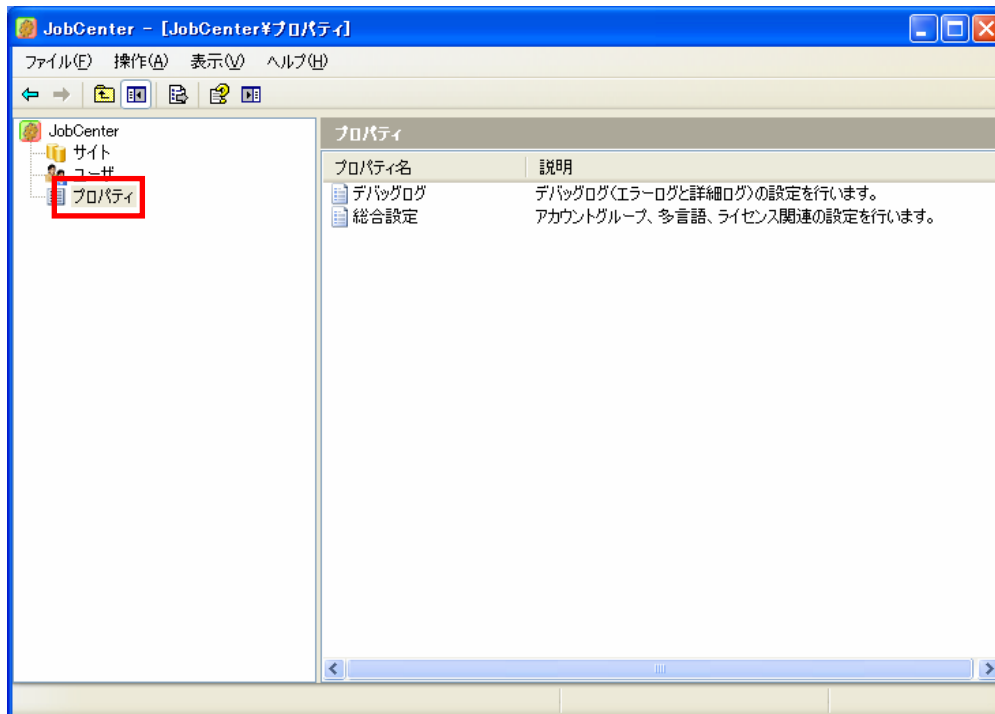 JobCenter - [JobCenter¥プロパティ]
ファイル(F) 操作(A) 表示(V) ヘルプ(H)
JobCenter
サイト
ユーザ
プロパティ
プロパティ
プロパティ名 説明
デバッグログ デバッグログ(エラーログと詳細ログ)の設定を行います。
総合設定 アカウントグループ、多言語、ライセンス関連の設定を行います。